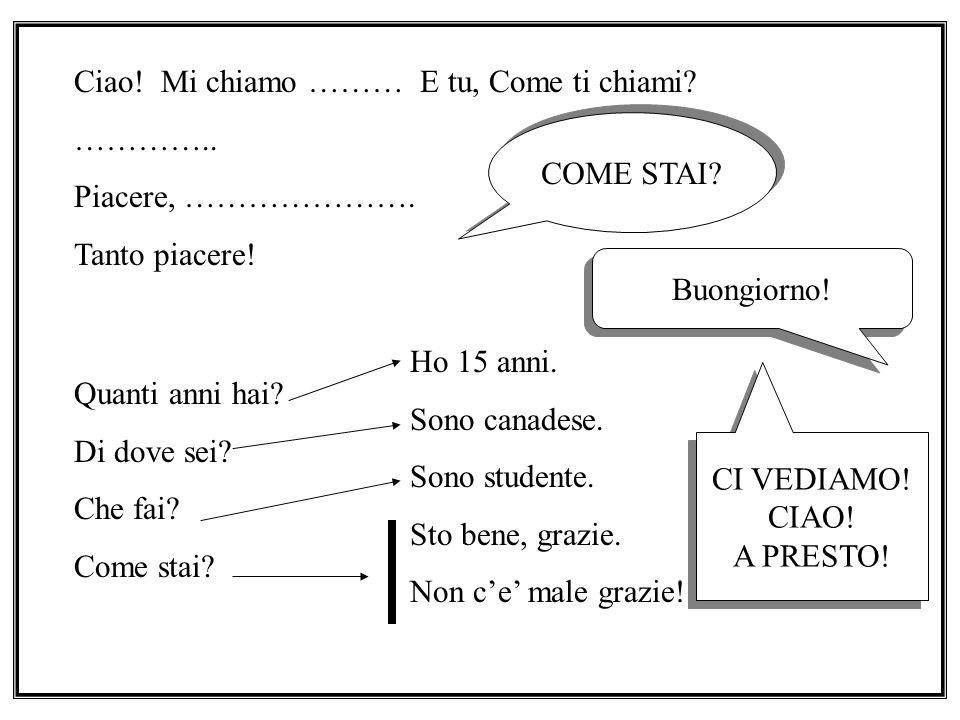 Ciao!  Mi chiamo ………  E tu, Come ti chiami?
…………..
Piacere, ………………….
Tanto piacere!
COME STAI?
Buongiorno!
Quanti anni hai?
Di dove sei?
Che fai?
Come stai?
Ho 15 anni.
Sono canadese.
Sono studente.
Sto bene, grazie.
Non c’e’ male grazie!
CI VEDIAMO!
CIAO!
A PRESTO!